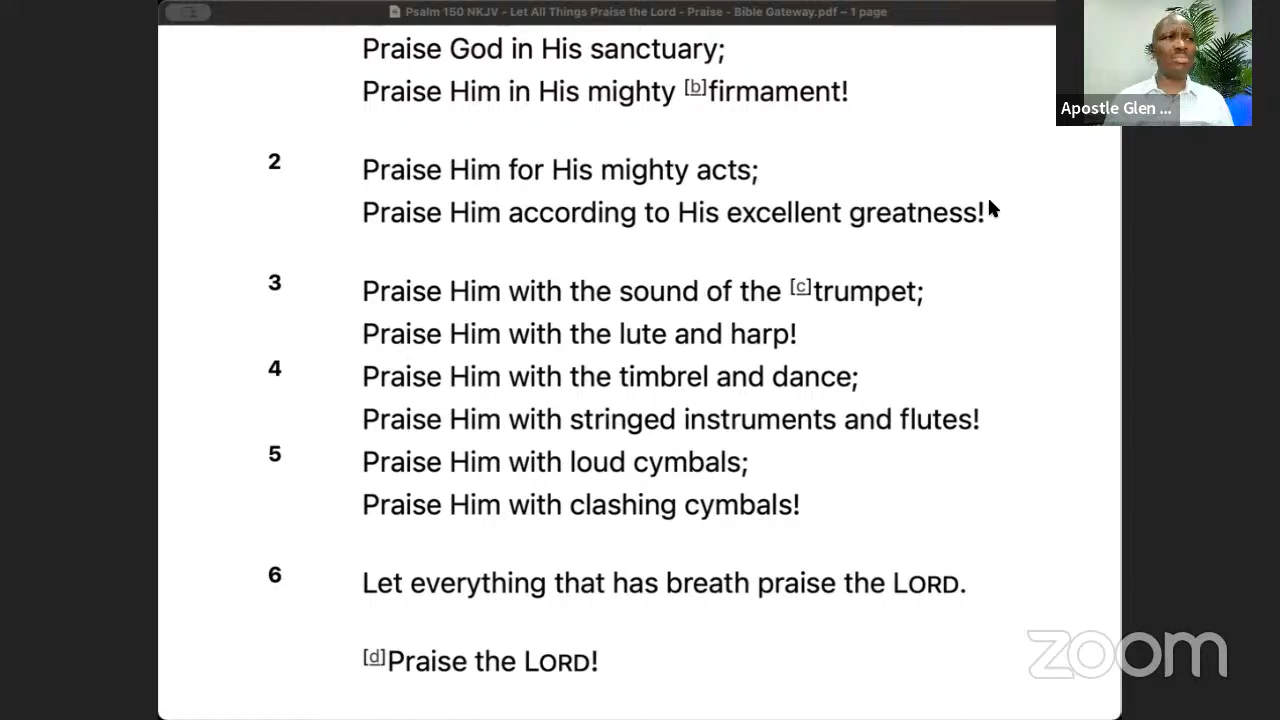 Psalm 150 NKJV - Let All Things Praise the Lord - Praise - Bible Gateway.pdf – 1 page
Praise God in His sanctuary;
Praise Him in His mighty [b]firmament!
Apostle Glen ...
2 Praise Him for His mighty acts;
Praise Him according to His excellent greatness!
3 Praise Him with the sound of the [c]trumpet;
Praise Him with the lute and harp!
4 Praise Him with the timbrel and dance;
Praise Him with stringed instruments and flutes!
5 Praise Him with loud cymbals;
Praise Him with clashing cymbals!
6 Let everything that has breath praise the LORD.
[d]Praise the LORD!
zoom